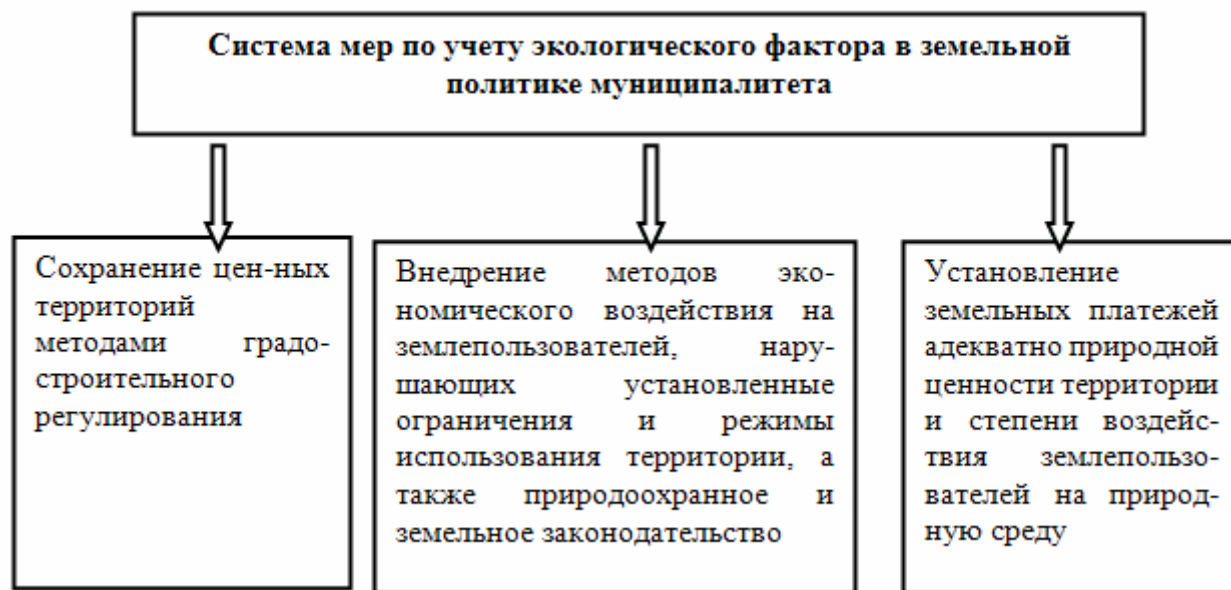 Система мер по учету экологического фактора в земельной
политике муниципалитета
Сохранение цен-ных
территорий
методами градо-
строительного
регулирования
Внедрение методов эко-
номического воздействия на
землепользователей, нару-
шающих установленные
ограничения и режимы
использования территории, а
также природоохранное и
земельное законодательство
Установление
земельных платежей
адекватно природной
ценности территории
и степени воздейс-
твия землепользо-
вателей на природ-
ную среду